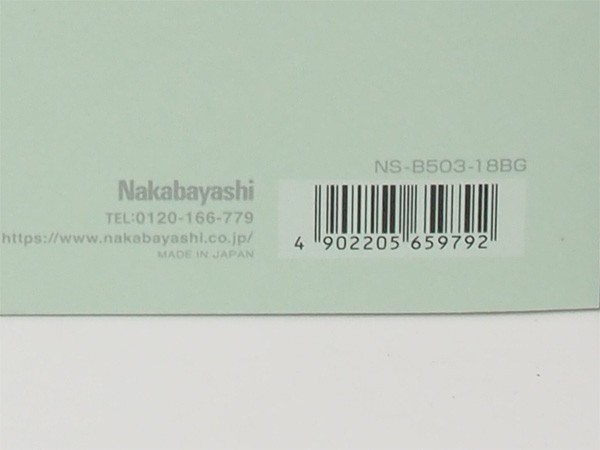 Nakabayashi
TEL:0120-166-779
https://www.nakabayashi.co.jp/
MADE IN JAPAN
NS-B503-18BG
4 902205 659792